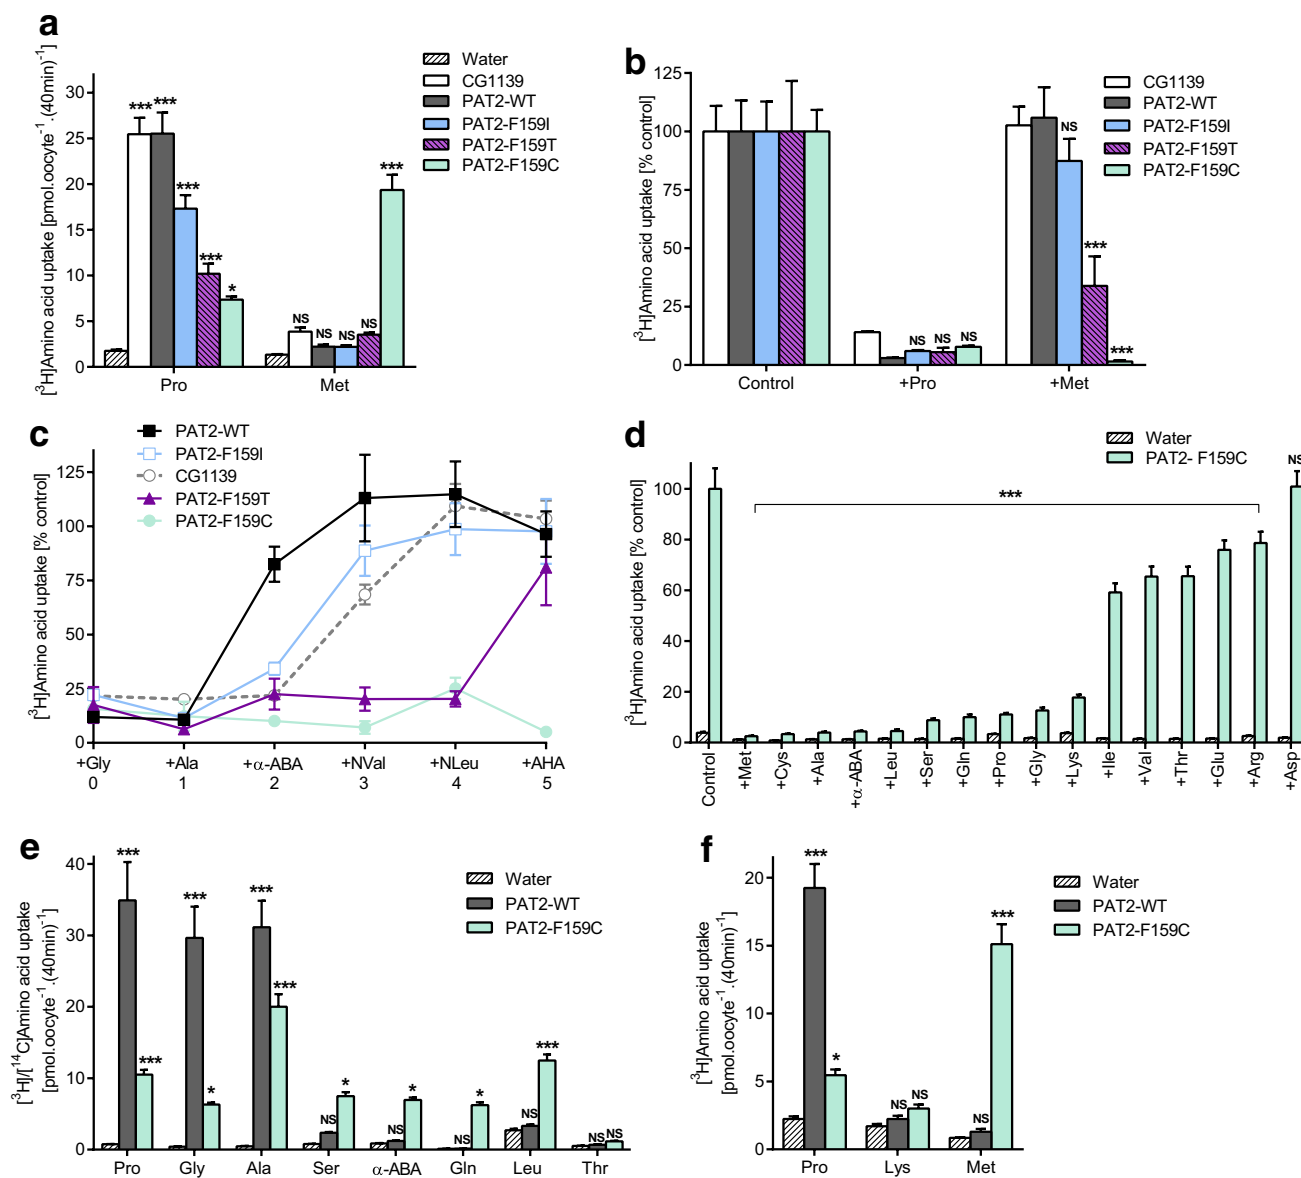 a
[³H]Amino acid uptake [pmol.oocyte⁻¹.(40min)⁻¹]
30
25
20
15
10
5
0
*** *** *** *** *
NS NS NS NS ***
Pro Met
Water
CG1139
PAT2-WT
PAT2-F159I
PAT2-F159T
PAT2-F159C
b
[³H]Amino acid uptake [% control]
125
100
75
50
25
0
NS NS NS
NS *** ***
Control +Pro +Met
CG1139
PAT2-WT
PAT2-F159I
PAT2-F159T
PAT2-F159C
c
PAT2-WT
PAT2-F159I
CG1139
PAT2-F159T
PAT2-F159C
[³H]Amino acid uptake [% control]
125
100
75
50
25
0
+Gly +Ala +α-ABA +NVal +NLeu +AHA
0 1 2 3 4 5
d
Water
PAT2- F159C
[³H]Amino acid uptake [% control]
100
80
60
40
20
0
***
NS
Control +Met +Cys +Ala +α-ABA +Leu +Ser +Gln +Pro +Gly +Lys +Ile +Val +Thr +Glu +Arg +Asp
e
[³H]/[¹⁴C]Amino acid uptake
[pmol.oocyte⁻¹.(40min)⁻¹]
40
30
20
10
0
*** *** *** *** * ***
NS * NS * NS * NS *** NS NS
Pro Gly Ala Ser α-ABA Gln Leu Thr
Water
PAT2-WT
PAT2-F159C
f
[³H]Amino acid uptake
[pmol.oocyte⁻¹.(40min)⁻¹]
20
15
10
5
0
*** * NS NS NS ***
Pro Lys Met
Water
PAT2-WT
PAT2-F159C